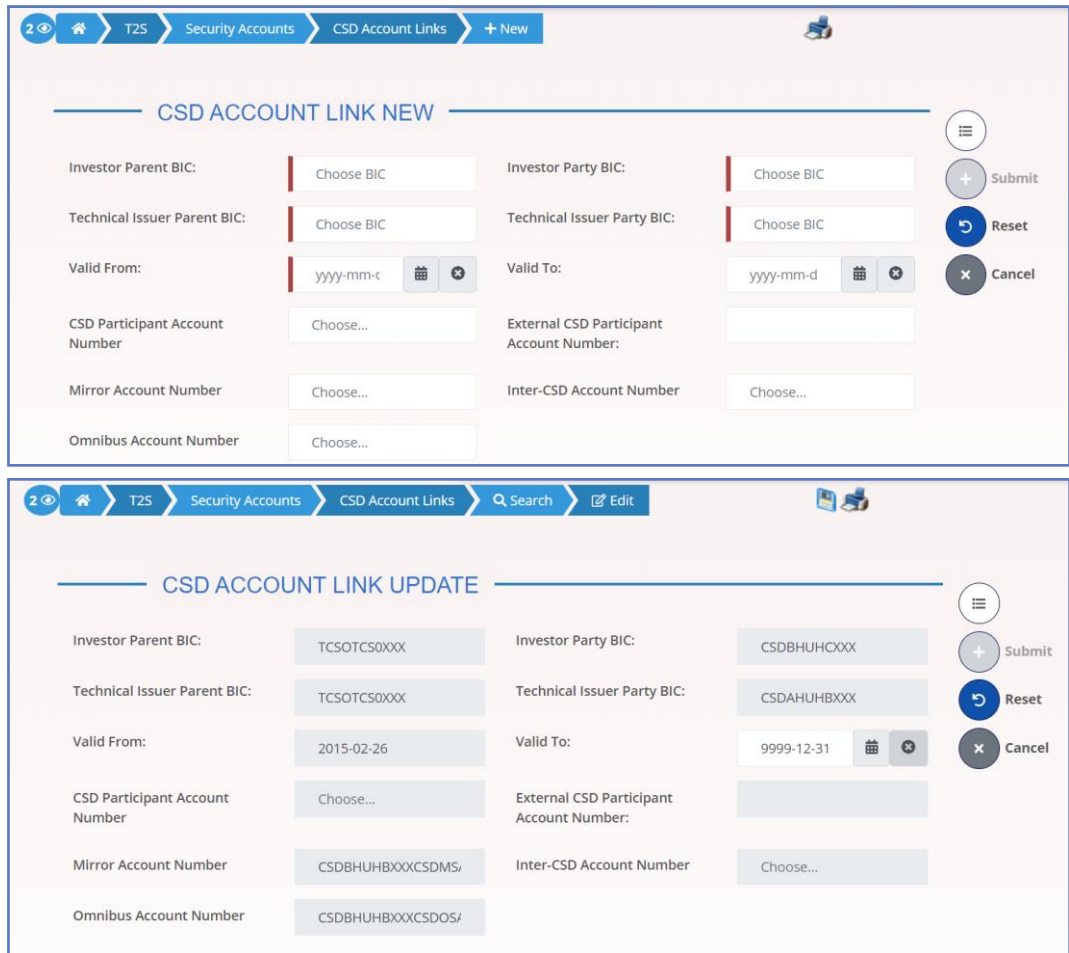 2 T2S Security Accounts CSD Account Links + New
CSD ACCOUNT LINK NEW
Investor Parent BIC: Choose BIC Investor Party BIC: Choose BIC
Submit
Technical Issuer Parent BIC: Choose BIC Technical Issuer Party BIC: Choose BIC
Reset
Valid From: yyyy-mm-d Valid To: yyyy-mm-d
Cancel
CSD Participant Account Choose... External CSD Participant
Number Account Number:
Mirror Account Number Choose... Inter-CSD Account Number Choose...
Omnibus Account Number Choose...
2 T2S Security Accounts CSD Account Links Search Edit
CSD ACCOUNT LINK UPDATE
Investor Parent BIC: TCSOTCS0XXX Investor Party BIC: CSDBHUHCXXX
Submit
Technical Issuer Parent BIC: TCSOTCS0XXX Technical Issuer Party BIC: CSDAHUHBXXX
Reset
Valid From: 2015-02-26 Valid To: 9999-12-31
Cancel
CSD Participant Account Choose... External CSD Participant
Number Account Number:
Mirror Account Number CSDBHUHBXXXCSDMSA Inter-CSD Account Number Choose...
Omnibus Account Number CSDBHUHBXXXCSDOSA